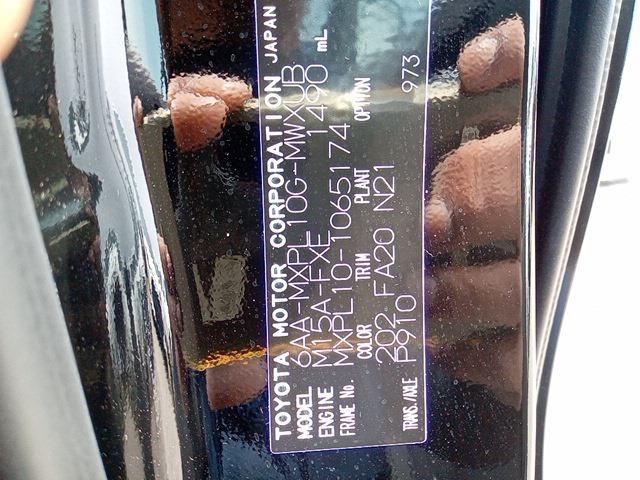 TOYOTA MOTOR CORPORATION JAPAN
MODEL 6AA-MXPL10G-MWXUB
ENGINE M15A-FXE 1490 mL
FRAME No. MXPL10-1065174
COLOR TRIM PLANT OPTION
202 FA20 N21
TRANS./AXLE P910 973